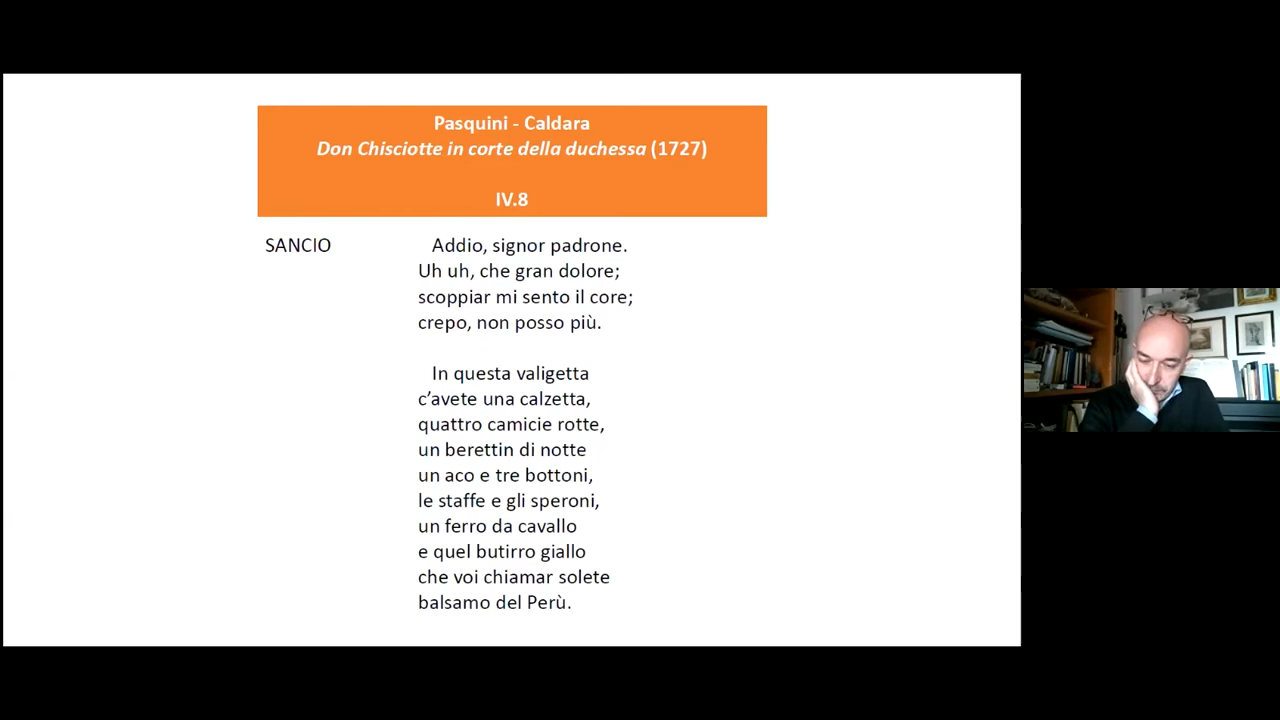 Pasquini - Caldara
Don Chisciotte in corte della duchessa (1727)
IV.8
SANCIO Addio, signor padrone.
Uh uh, che gran dolore;
scoppiar mi sento il core;
crepo, non posso più.
In questa valigetta
c’avete una calzetta,
quattro camicie rotte,
un berettin di notte
un aco e tre bottoni,
le staffe e gli speroni,
un ferro da cavallo
e quel butirro giallo
che voi chiamar solete
balsamo del Perù.